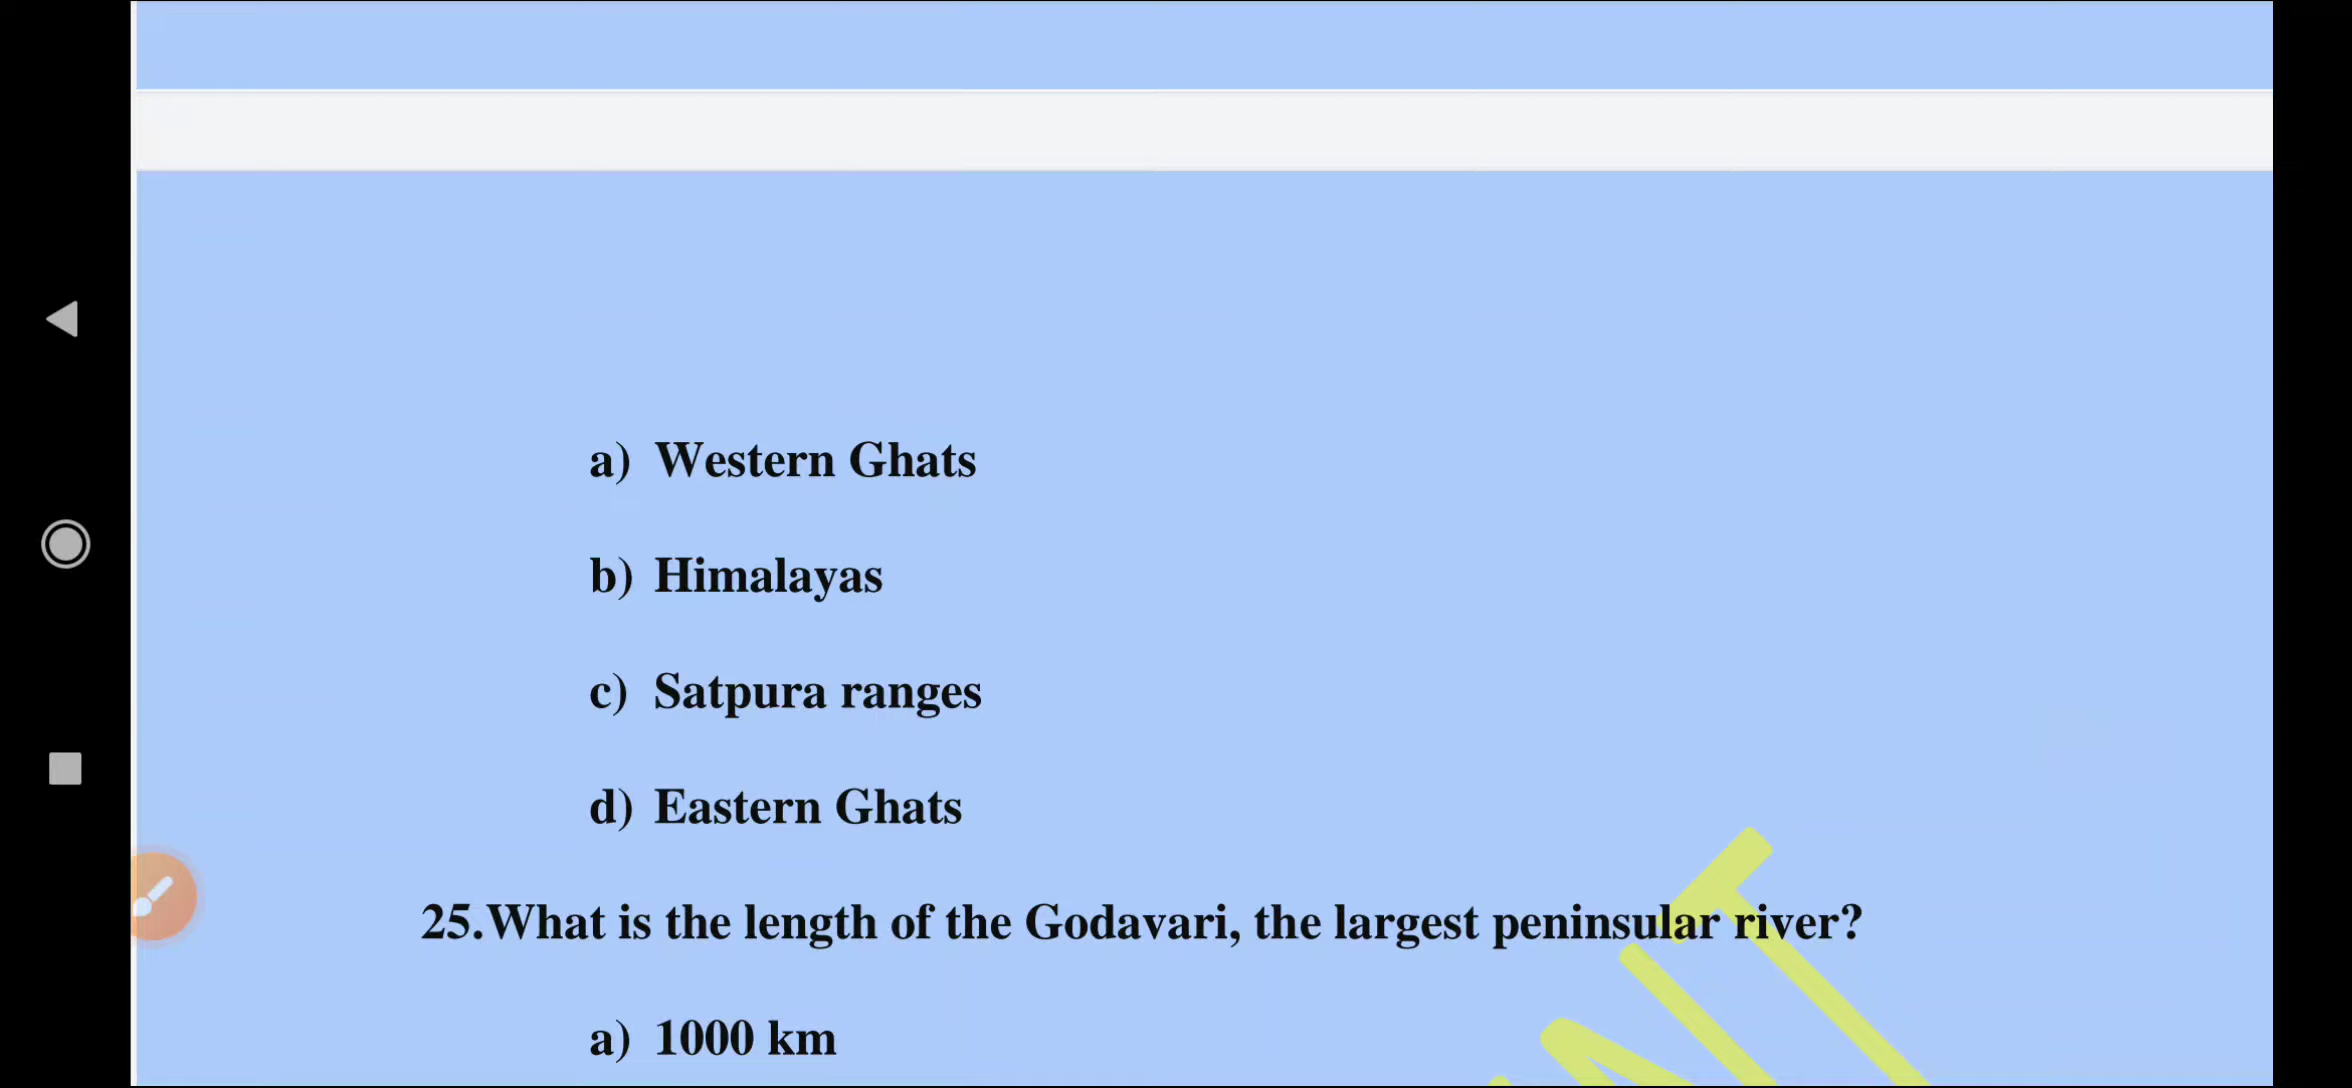 a) Western Ghats
b) Himalayas
c) Satpura ranges
d) Eastern Ghats
25.What is the length of the Godavari, the largest peninsular river?
a) 1000 km